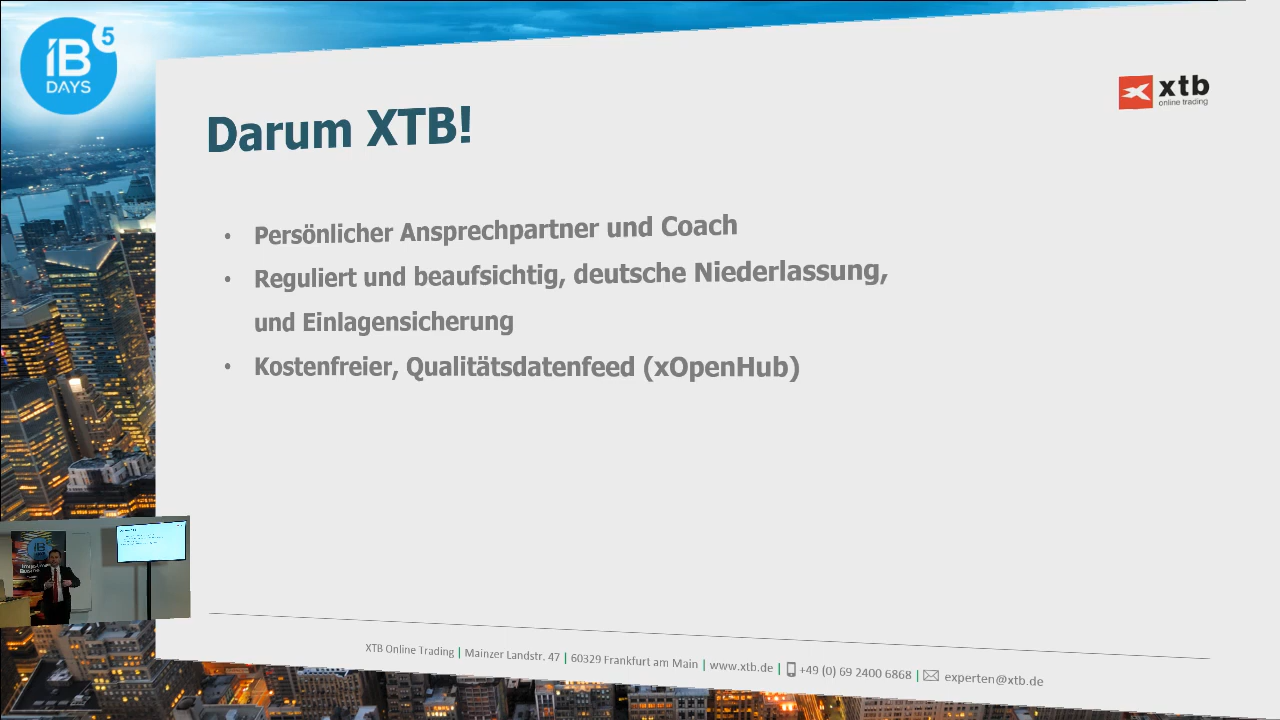 iB 5
DAYS
xtb
online trading
Darum XTB!
• Persönlicher Ansprechpartner und Coach
• Reguliert und beaufsichtig, deutsche Niederlassung,
und Einlagensicherung
• Kostenfreier, Qualitätsdatenfeed (xOpenHub)
XTB Online Trading | Mainzer Landstr. 47 | 60329 Frankfurt am Main | www.xtb.de | +49 (0) 69 2400 6868 | experten@xtb.de